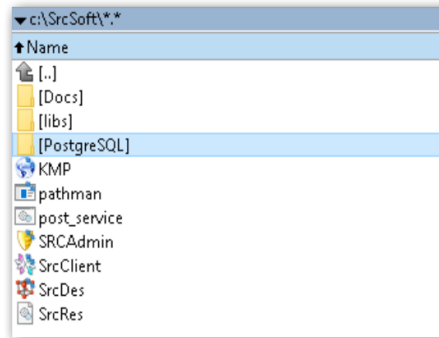 c:\SrcSoft\*.*
Name
[..]
[Docs]
[libs]
[PostgreSQL]
KMP
pathman
post_service
SRCAdmin
SrcClient
SrcDes
SrcRes